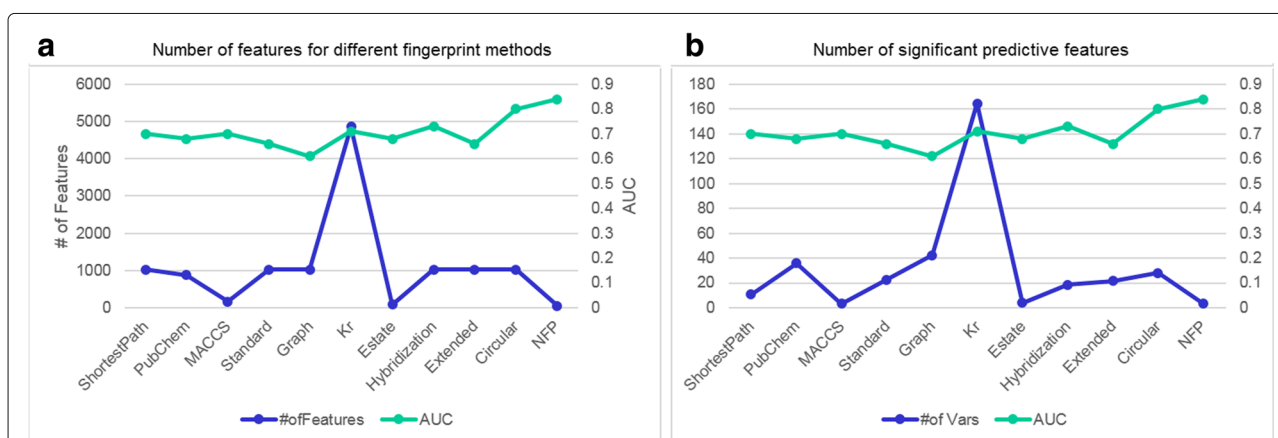 a
Number of features for different fingerprint methods
6000
5000
4000
3000
2000
1000
0
# of Features
0.9
0.8
0.7
0.6
0.5
0.4
0.3
0.2
0.1
0
AUC
ShortestPath
PubChem
MACCS
Standard
Graph
Kr
Estate
Hybridization
Extended
Circular
NFP
#ofFeatures AUC
b
Number of significant predictive features
180
160
140
120
100
80
60
40
20
0
0.9
0.8
0.7
0.6
0.5
0.4
0.3
0.2
0.1
0
ShortestPath
PubChem
MACCS
Standard
Graph
Kr
Estate
Hybridization
Extended
Circular
NFP
#of Vars AUC